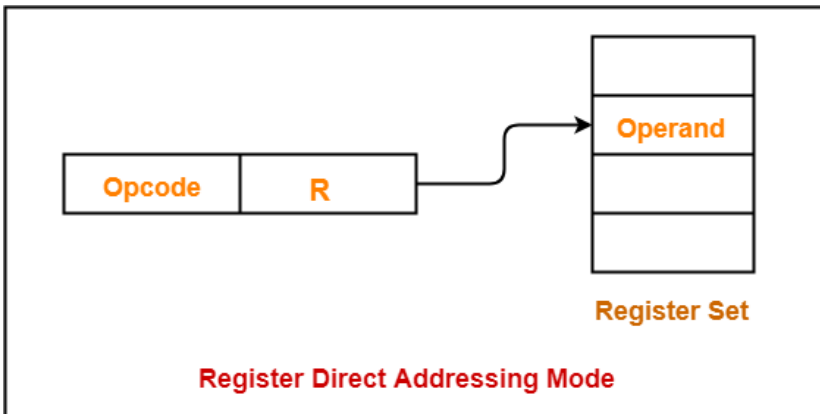 Opcode R
Operand
Register Set
Register Direct Addressing Mode